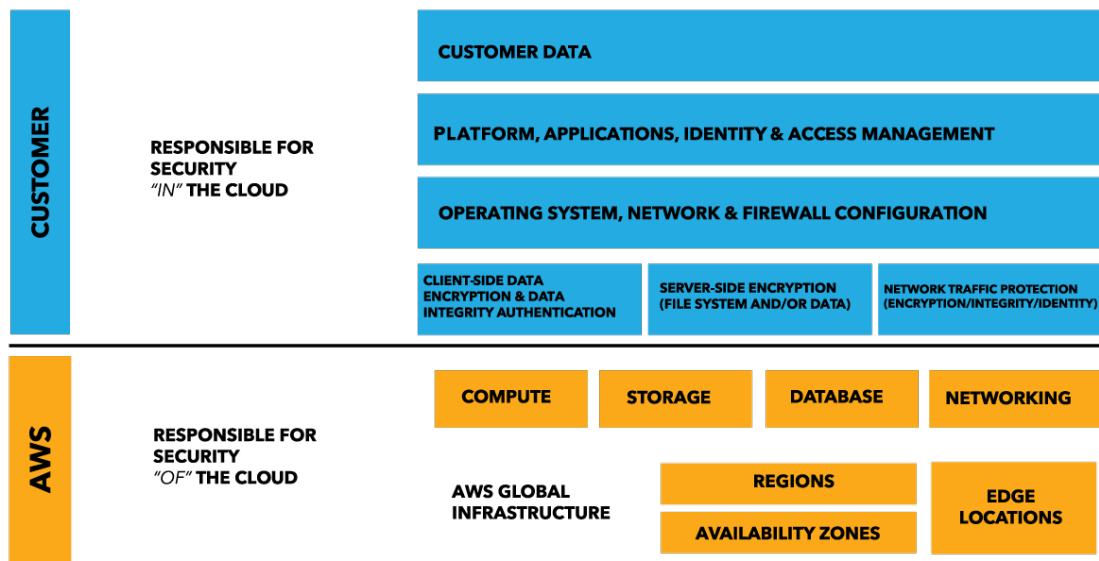 CUSTOMER
RESPONSIBLE FOR
SECURITY
“IN” THE CLOUD
CUSTOMER DATA
PLATFORM, APPLICATIONS, IDENTITY & ACCESS MANAGEMENT
OPERATING SYSTEM, NETWORK & FIREWALL CONFIGURATION
CLIENT-SIDE DATA
ENCRYPTION & DATA
INTEGRITY AUTHENTICATION
SERVER-SIDE ENCRYPTION
(FILE SYSTEM AND/OR DATA)
NETWORK TRAFFIC PROTECTION
(ENCRYPTION/INTEGRITY/IDENTITY)
AWS
RESPONSIBLE FOR
SECURITY
“OF” THE CLOUD
COMPUTE
STORAGE
DATABASE
NETWORKING
AWS GLOBAL
INFRASTRUCTURE
REGIONS
AVAILABILITY ZONES
EDGE
LOCATIONS